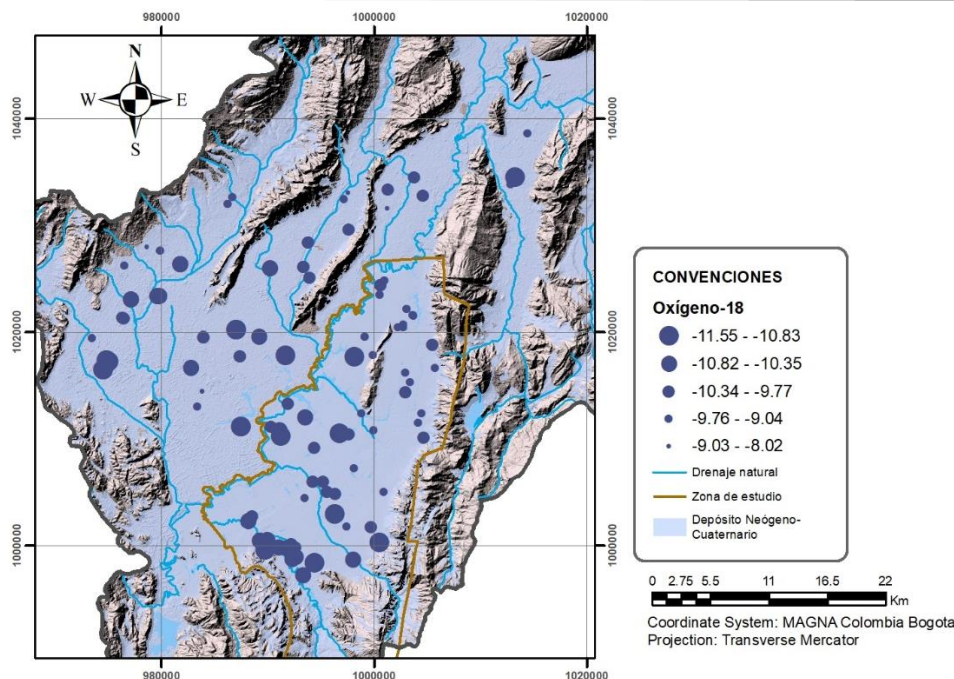 980000
1000000
1020000
N
W
E
S
1040000
1040000
1020000
1020000
1000000
1000000
980000
1000000
1020000
CONVENCIONES
Oxígeno-18
-11.55 - -10.83
-10.82 - -10.35
-10.34 - -9.77
-9.76 - -9.04
-9.03 - -8.02
Drenaje natural
Zona de estudio
Depósito Neógeno-
Cuaternario
0 2.75 5.5 11 16.5 22
Km
Coordinate System: MAGNA Colombia Bogota
Projection: Transverse Mercator